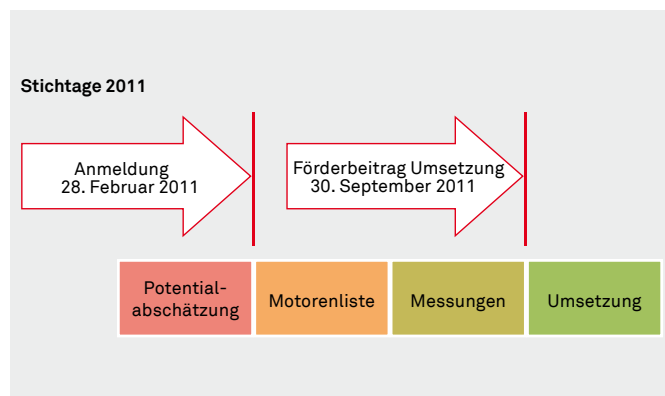 Stichtage 2011
Anmeldung
28. Februar 2011
Förderbeitrag Umsetzung
30. September 2011
Potential-
abschätzung
Motorenliste
Messungen
Umsetzung